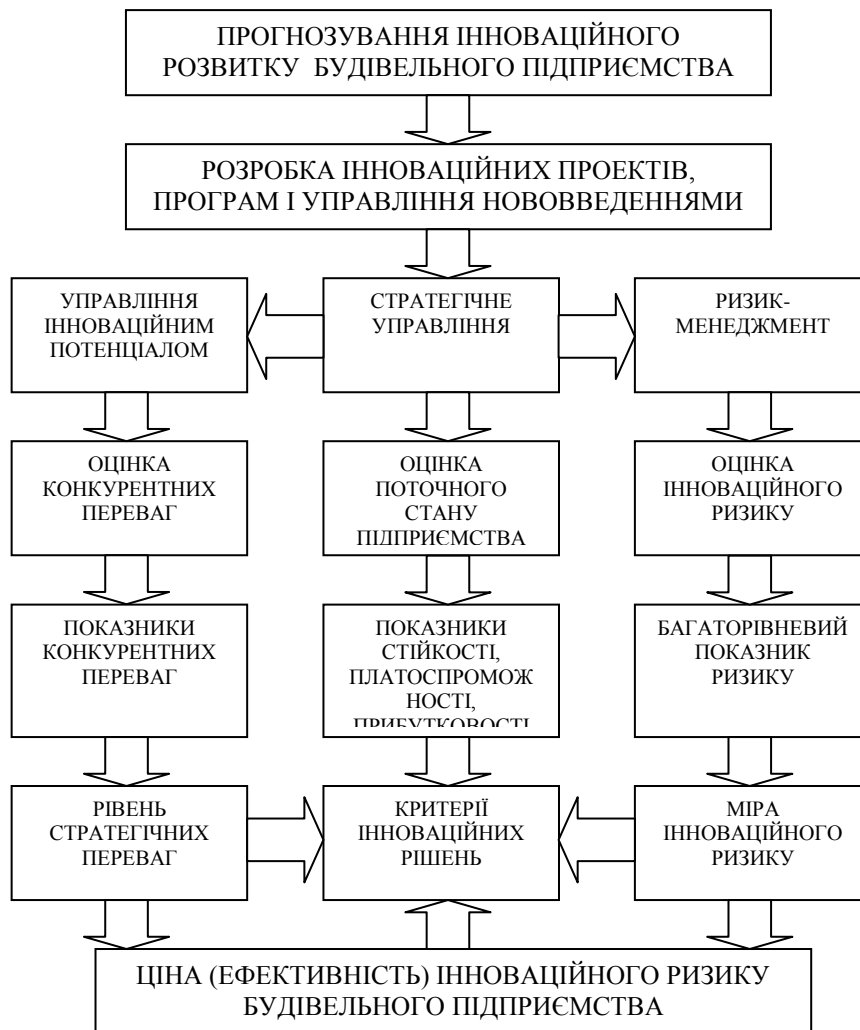 ПРОГНОЗУВАННЯ ІННОВАЦІЙНОГО
РОЗВИТКУ БУДІВЕЛЬНОГО ПІДПРИЄМСТВА
РОЗРОБКА ІННОВАЦІЙНИХ ПРОЕКТІВ,
ПРОГРАМ І УПРАВЛІННЯ НОВОВВЕДЕННЯМИ
УПРАВЛІННЯ
ІННОВАЦІЙНИМ
ПОТЕНЦІАЛОМ
СТРАТЕГІЧНЕ
УПРАВЛІННЯ
РИЗИК-
МЕНЕДЖМЕНТ
ОЦІНКА
КОНКУРЕНТНИХ
ПЕРЕВАГ
ОЦІНКА
ПОТОЧНОГО
СТАНУ
ПІДПРИЄМСТВА
ОЦІНКА
ІННОВАЦІЙНОГО
РИЗИКУ
ПОКАЗНИКИ
КОНКУРЕНТНИХ
ПЕРЕВАГ
ПОКАЗНИКИ
СТІЙКОСТІ,
ПЛАТОСПРОМОЖ
НОСТІ,
ПРИБУТКОВОСТІ
БАГАТОРІВНЕВИЙ
ПОКАЗНИК
РИЗИКУ
РІВЕНЬ
СТРАТЕГІЧНИХ
ПЕРЕВАГ
КРИТЕРІЇ
ІННОВАЦІЙНИХ
РІШЕНЬ
МІРА
ІННОВАЦІЙНОГО
РИЗИКУ
ЦІНА (ЕФЕКТИВНІСТЬ) ІННОВАЦІЙНОГО РИЗИКУ
БУДІВЕЛЬНОГО ПІДПРИЄМСТВА